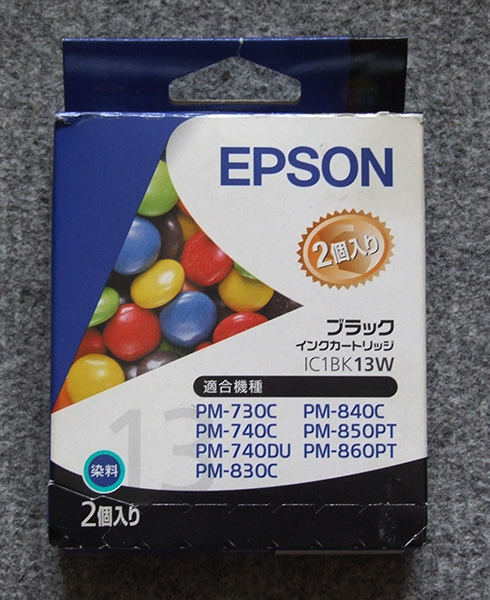 EPSON
2個入り
ブラック
インクカートリッジ
IC1BK13W
適合機種
PM-730C PM-840C
PM-740C PM-850PT
PM-740DU PM-860PT
PM-830C
13
染料
2個入り